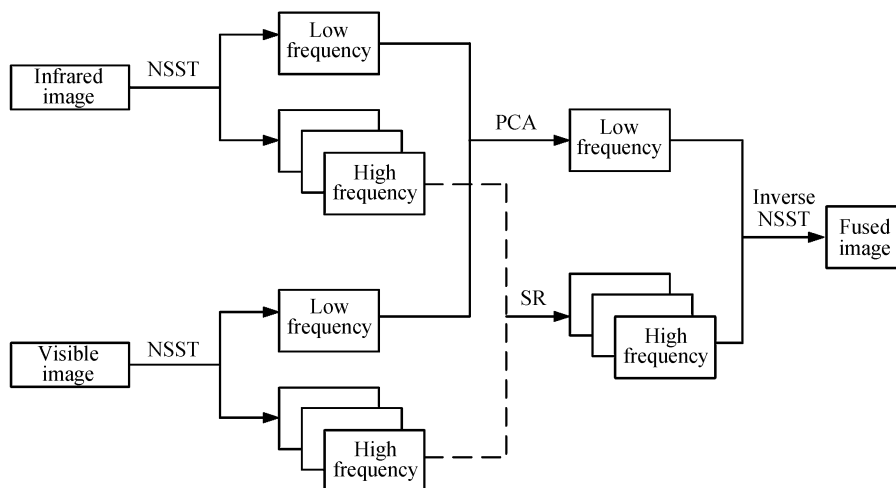 Infrared
image
NSST
Low
frequency
High
frequency
PCA
Low
frequency
Inverse
NSST
Fused
image
Visible
image
NSST
Low
frequency
High
frequency
SR
High
frequency